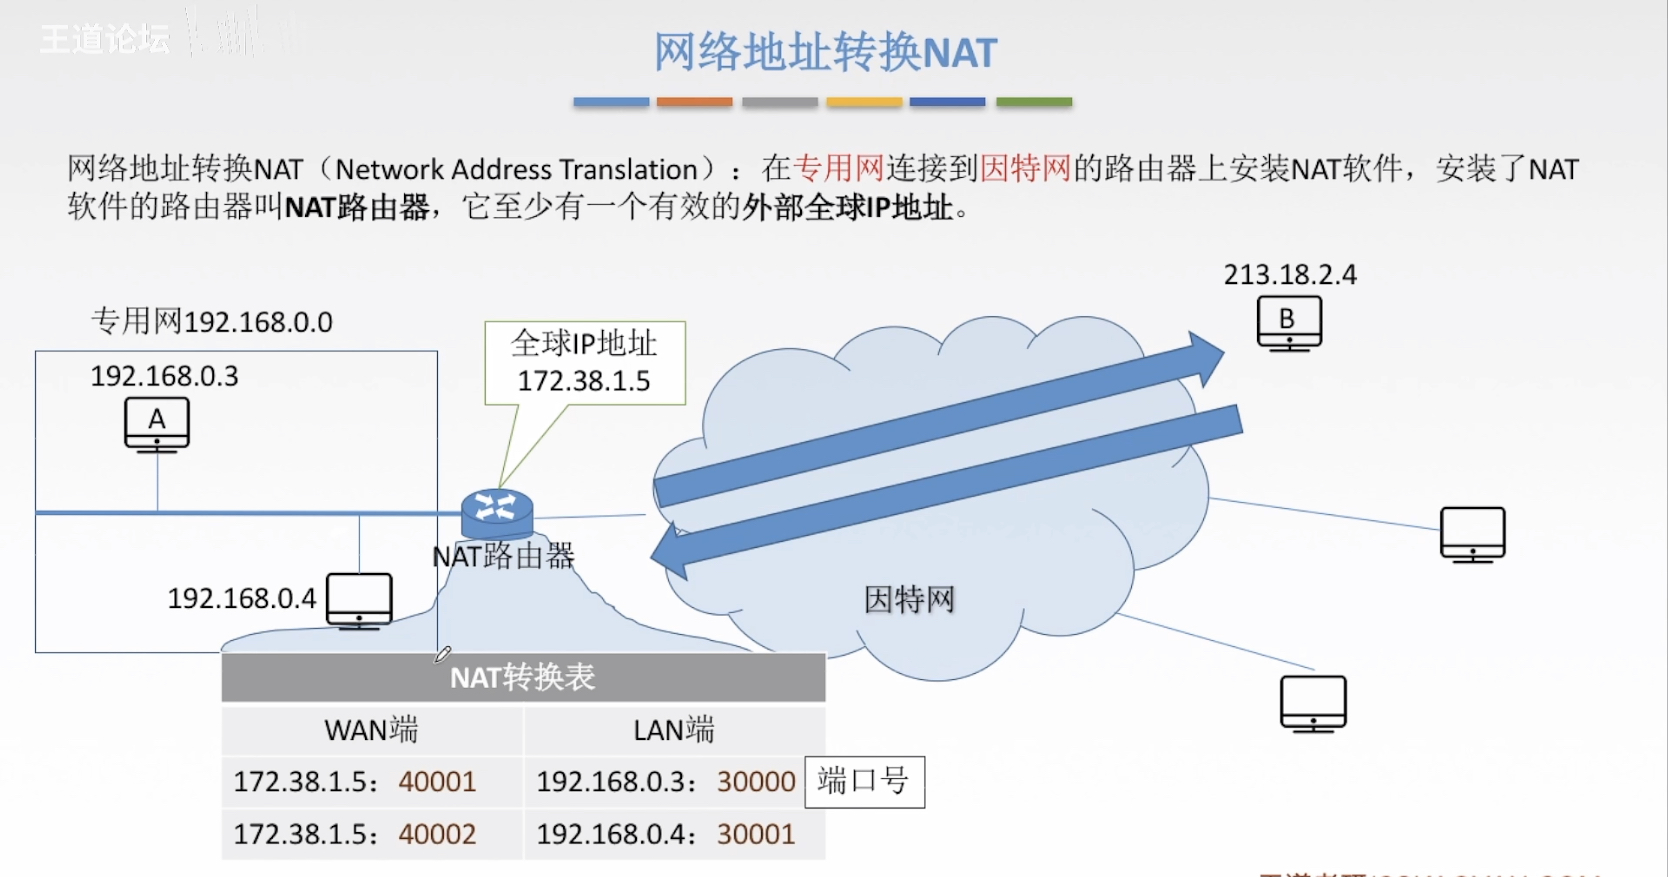 王道论坛
网络地址转换NAT
网络地址转换NAT（Network Address Translation）：在专用网连接到因特网的路由器上安装NAT软件，安装了NAT
软件的路由器叫NAT路由器，它至少有一个有效的外部全球IP地址。
213.18.2.4
B
专用网192.168.0.0
全球IP地址
172.38.1.5
192.168.0.3
A
NAT路由器
192.168.0.4
因特网
NAT转换表
WAN端 LAN端
172.38.1.5：40001 192.168.0.3：30000 端口号
172.38.1.5：40002 192.168.0.4：30001